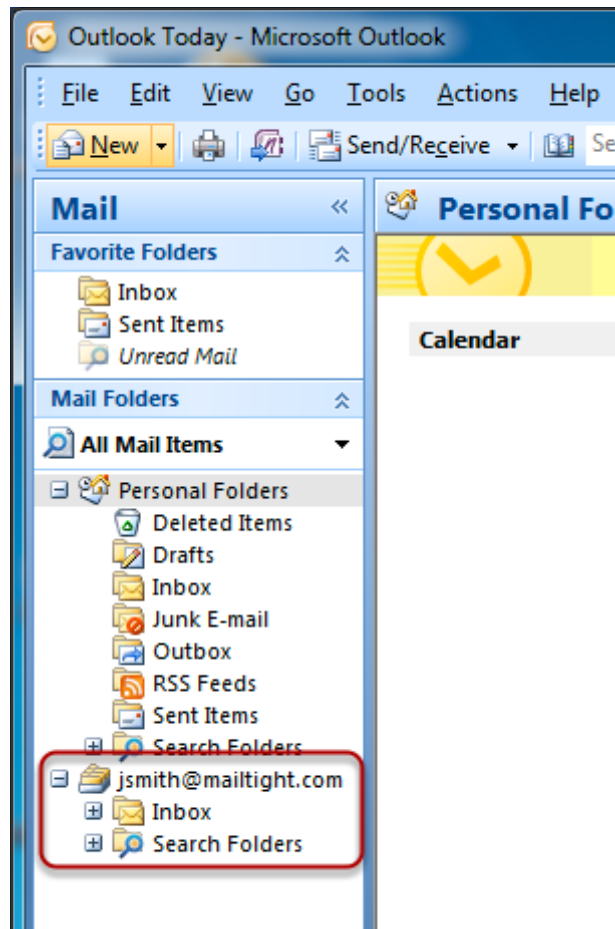 Outlook Today - Microsoft Outlook
File Edit View Go Tools Actions Help
New Send/Receive Se
Mail
Personal Fo
Favorite Folders
Inbox
Sent Items
Unread Mail
Calendar
Mail Folders
All Mail Items
Personal Folders
Deleted Items
Drafts
Inbox
Junk E-mail
Outbox
RSS Feeds
Sent Items
Search Folders
jsmith@mailtight.com
Inbox
Search Folders